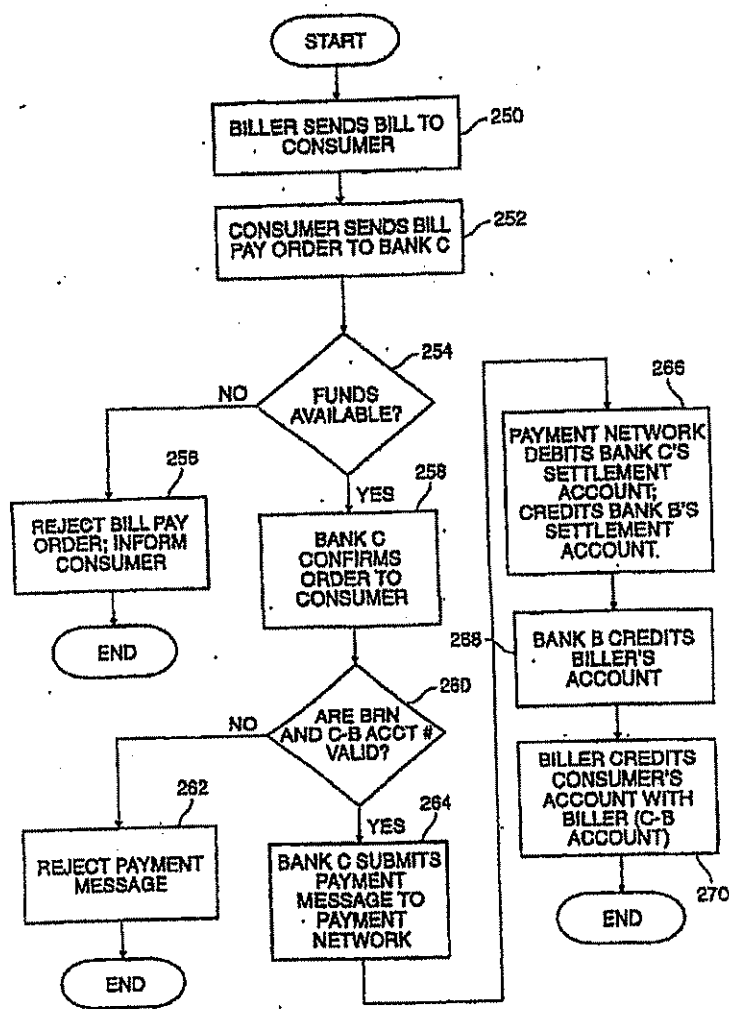 START
BILLER SENDS BILL TO
CONSUMER
250
CONSUMER SENDS BILL
PAY ORDER TO BANK C
252
FUNDS
AVAILABLE?
254
NO
YES
256
REJECT BILL PAY
ORDER; INFORM
CONSUMER
END
258
BANK C
CONFIRMS
ORDER TO
CONSUMER
260
ARE BRN
AND C-B ACCT #
VALID?
NO
YES
262
REJECT PAYMENT
MESSAGE
END
264
BANK C SUBMITS
PAYMENT
MESSAGE TO
PAYMENT
NETWORK
266
PAYMENT NETWORK
DEBITS BANK C'S
SETTLEMENT
ACCOUNT;
CREDITS BANK B'S
SETTLEMENT
ACCOUNT.
268
BANK B CREDITS
BILLER'S
ACCOUNT
BILLER CREDITS
CONSUMER'S
ACCOUNT WITH
BILLER (C-B
ACCOUNT)
270
END